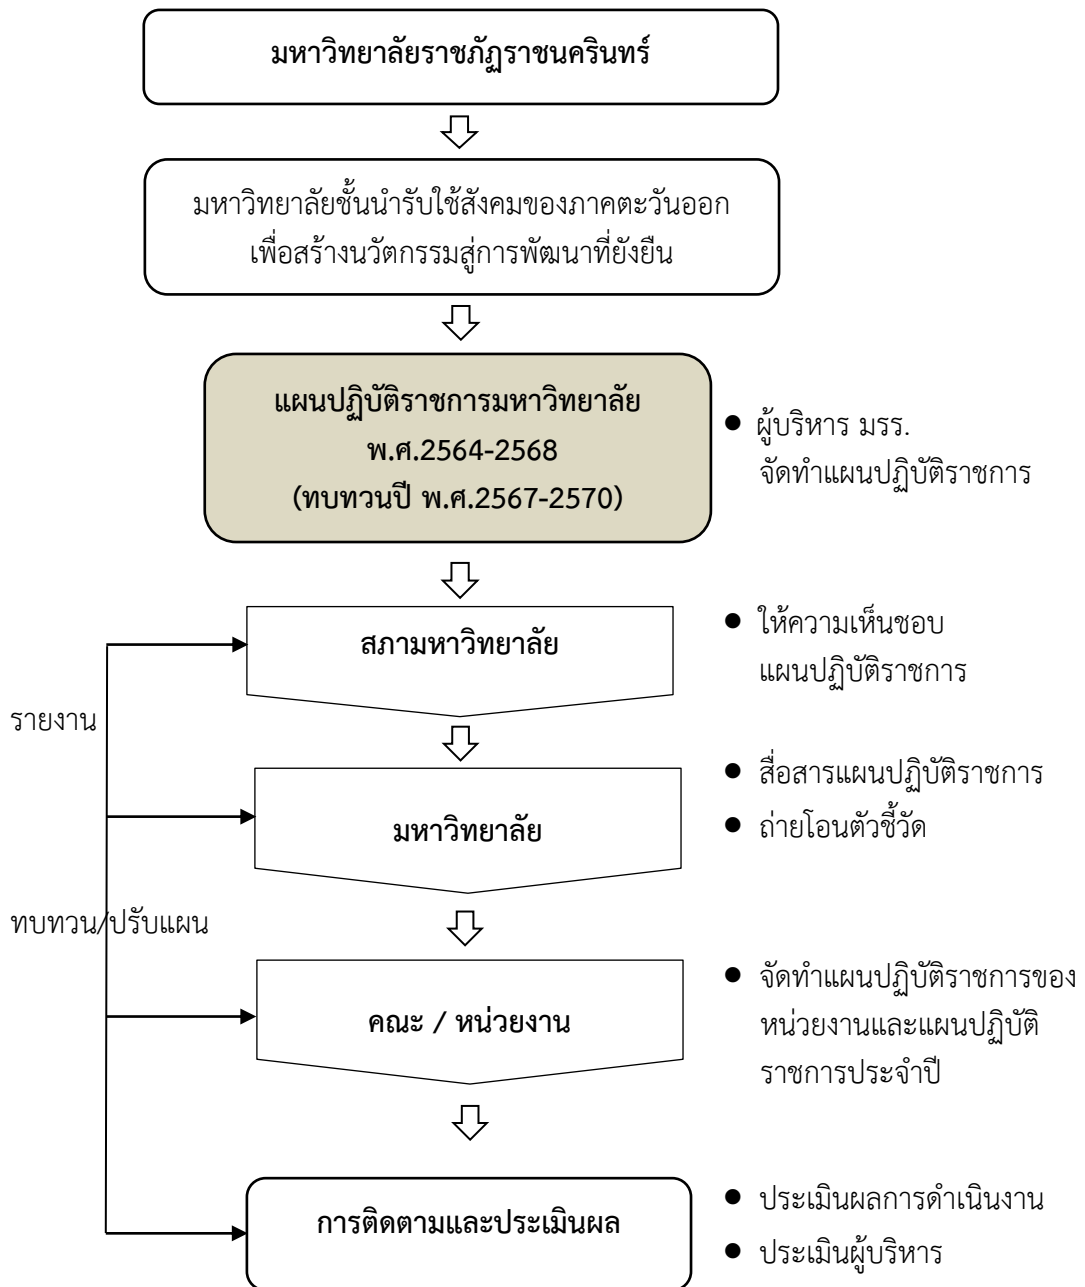 มหาวิทยาลัยราชภัฏราชนครินทร์
มหาวิทยาลัยชั้นนำรับใช้สังคมของภาคตะวันออก
เพื่อสร้างนวัตกรรมสู่การพัฒนาที่ยั่งยืน
แผนปฏิบัติราชการมหาวิทยาลัย
พ.ศ.2564-2568
(ทบทวนปี พ.ศ.2567-2570)
● ผู้บริหาร มรร.
จัดทำแผนปฏิบัติราชการ
สภามหาวิทยาลัย
● ให้ความเห็นชอบ
แผนปฏิบัติราชการ
รายงาน
มหาวิทยาลัย
● สื่อสารแผนปฏิบัติราชการ
● ถ่ายโอนตัวชี้วัด
ทบทวน/ปรับแผน
คณะ / หน่วยงาน
● จัดทำแผนปฏิบัติราชการของ
หน่วยงานและแผนปฏิบัติ
ราชการประจำปี
การติดตามและประเมินผล
● ประเมินผลการดำเนินงาน
● ประเมินผู้บริหาร